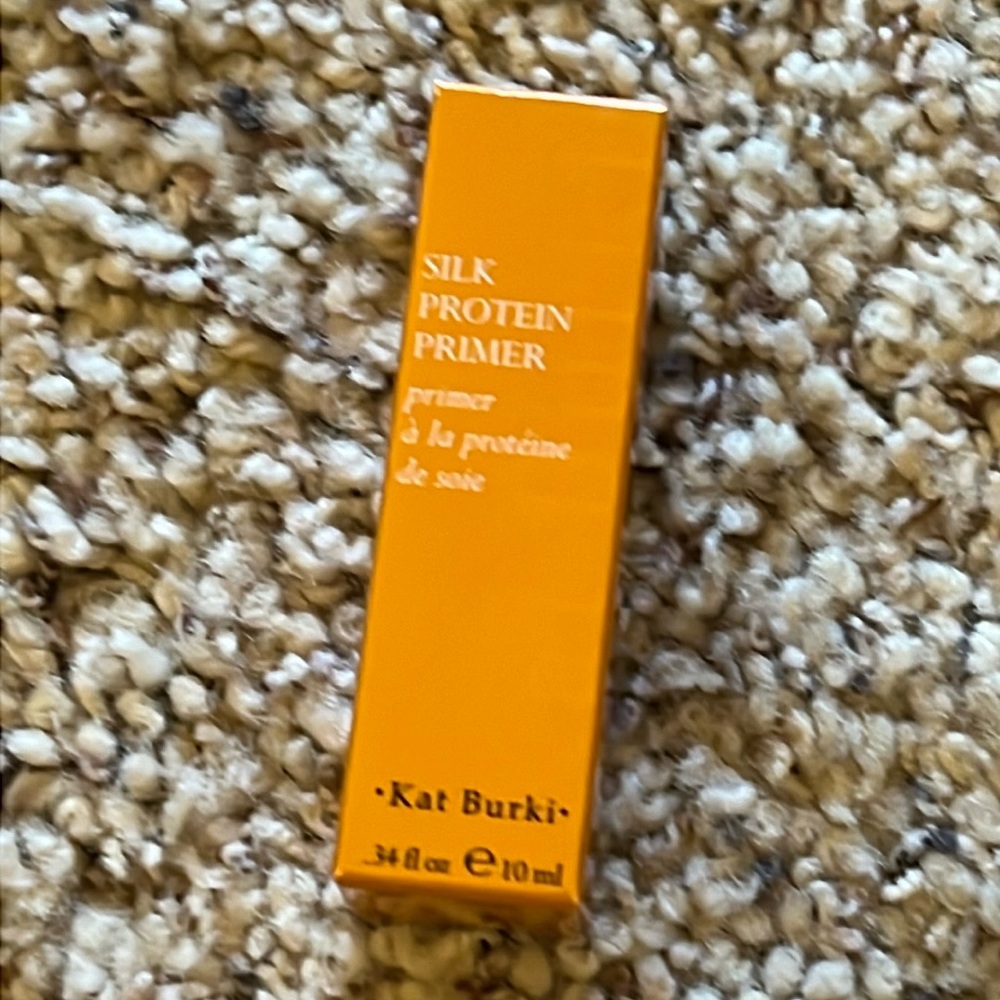 SILK
PROTEIN
PRIMER
primer
à la protéine
de soie
•Kat Burki•
.34 fl oz ℮ 10 ml